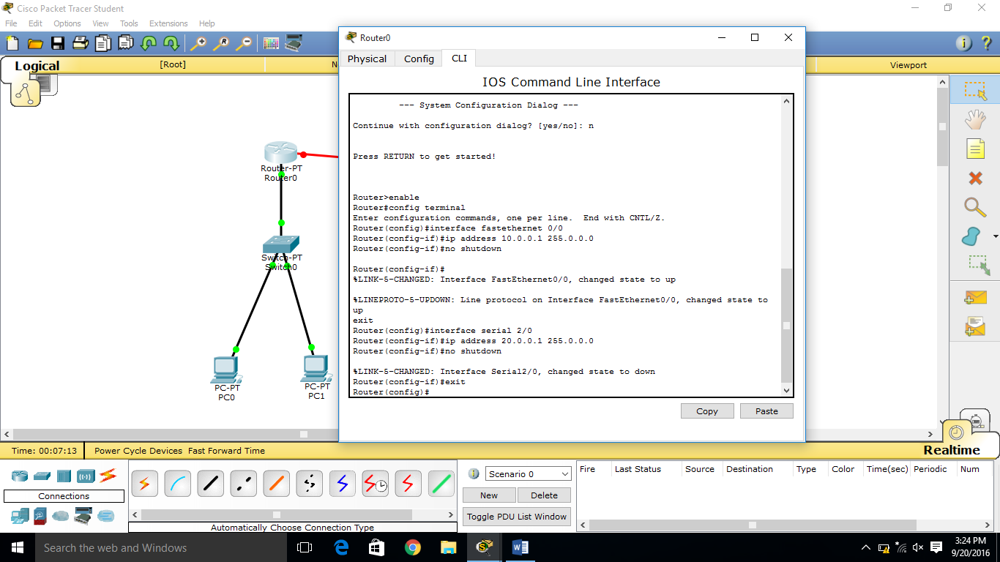 Cisco Packet Tracer Student
File Edit Options View Tools Extensions Help
Logical
[Root]
N
Viewport
Router-PT
Router0
Switch-PT
Switch0
PC-PT
PC0
PC-PT
PC1
Router0
Physical Config CLI
IOS Command Line Interface
--- System Configuration Dialog ---
Continue with configuration dialog? [yes/no]: n
Press RETURN to get started!
Router>enable
Router#config terminal
Enter configuration commands, one per line.  End with CNTL/Z.
Router(config)#interface fastethernet 0/0
Router(config-if)#ip address 10.0.0.1 255.0.0.0
Router(config-if)#no shutdown
Router(config-if)#
%LINK-5-CHANGED: Interface FastEthernet0/0, changed state to up
%LINEPROTO-5-UPDOWN: Line protocol on Interface FastEthernet0/0, changed state to
up
exit
Router(config)#interface serial 2/0
Router(config-if)#ip address 20.0.0.1 255.0.0.0
Router(config-if)#no shutdown
%LINK-5-CHANGED: Interface Serial2/0, changed state to down
Router(config-if)#exit
Router(config)#
Copy Paste
Time: 00:07:13 Power Cycle Devices Fast Forward Time
Realtime
Connections
Automatically Choose Connection Type
Scenario 0
New Delete
Toggle PDU List Window
Fire Last Status Source Destination Type Color Time(sec) Periodic Num
Search the web and Windows
3:24 PM
9/20/2016